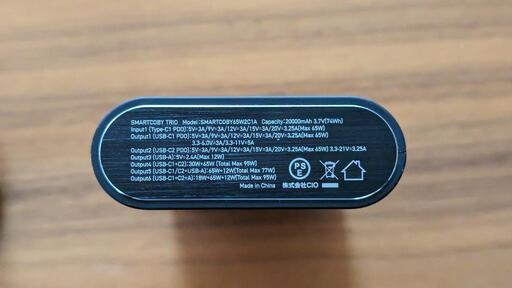 SMARTCOBY TRIO Model:SMARTCOBY65W2C1A Capacity:20000mAh 3.7V(74Wh)
Input1 (Type-C1 PDO):5V⎓3A/9V⎓3A/12V⎓3A/15V⎓3A/20V⎓3.25A(Max 65W)
Output1 (USB-C1 PDO):5V⎓3A/9V⎓3A/12V⎓3A/15V⎓3A/20V⎓3.25A(Max 65W)
3.3-6.0V⎓3A/3.3-11V⎓5A
Output2 (USB-C2 PDO):5V⎓3A/9V⎓3A/12V⎓3A/15V⎓3A/20V⎓3.25A(Max 65W) 3.3-21V⎓3.25A
Output3 (USB-A):5V⎓2.4A(Max 12W)
Output4 (USB-C1+C2):30W+65W (Total Max 95W)
Output5 (USB-C1/C2+USB-A):65W+12W(Total Max 77W)
Output6 (USB-C1+C2+A):18W+65W+12W(Total Max 95W)
Made in China 株式会社CIO
PSE